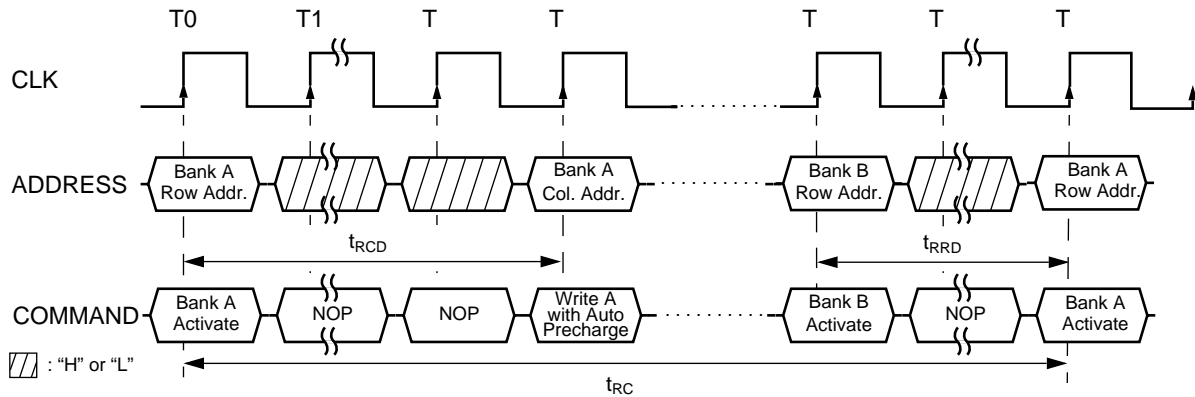 T0 T1 T T T T T
CLK
ADDRESS
Bank A Row Addr.
Bank A Col. Addr.
Bank B Row Addr.
Bank A Row Addr.
tRCD
tRRD
COMMAND
Bank A Activate
NOP
NOP
Write A with Auto Precharge
Bank B Activate
NOP
Bank A Activate
: “H” or “L”
tRC